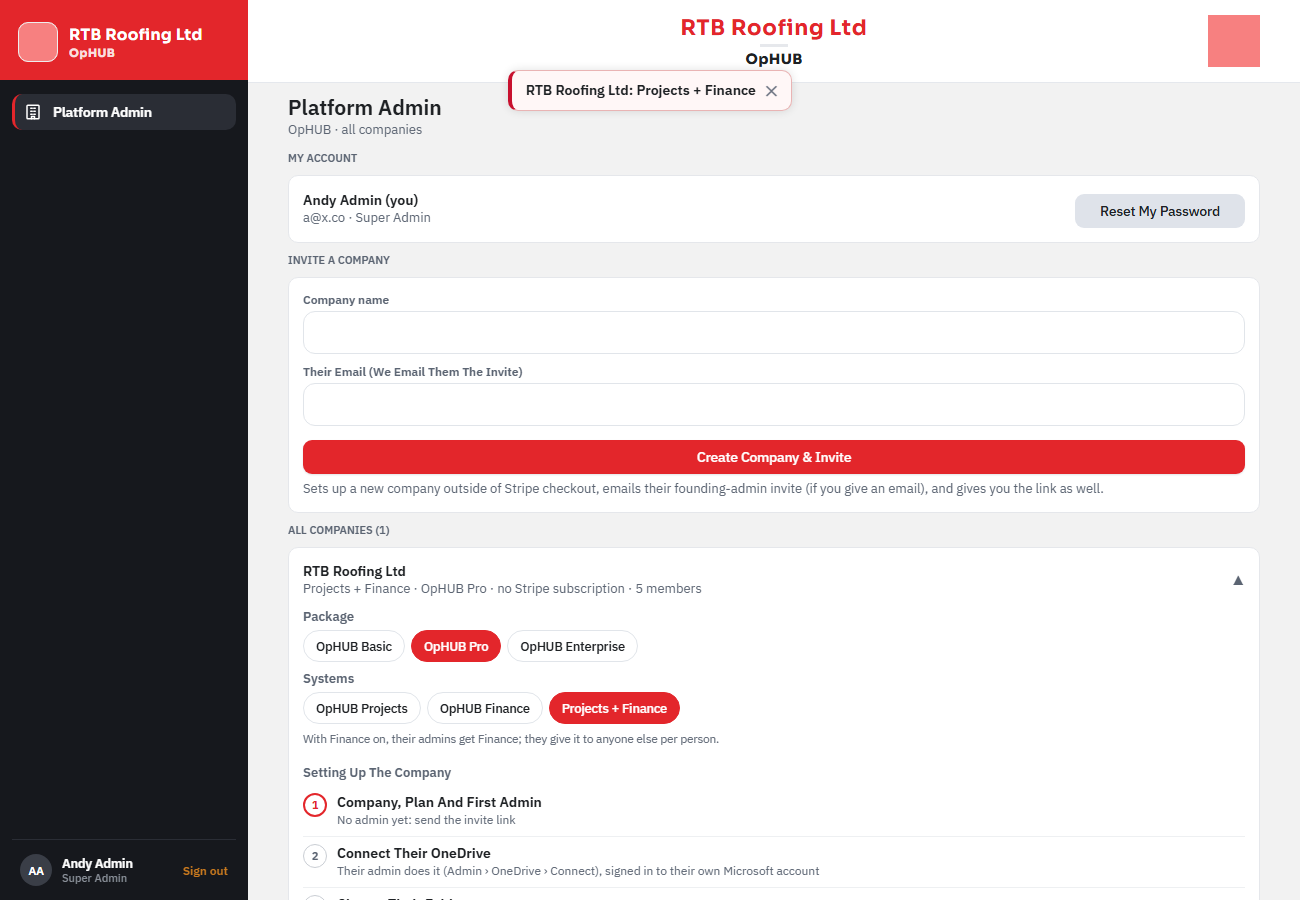 RTB Roofing Ltd
OpHUB
Platform Admin
RTB Roofing Ltd
OpHUB
RTB Roofing Ltd: Projects + Finance
Platform Admin
OpHUB · all companies
MY ACCOUNT
Andy Admin (you)
a@x.co · Super Admin
Reset My Password
INVITE A COMPANY
Company name
Their Email (We Email Them The Invite)
Create Company & Invite
Sets up a new company outside of Stripe checkout, emails their founding-admin invite (if you give an email), and gives you the link as well.
ALL COMPANIES (1)
RTB Roofing Ltd
Projects + Finance · OpHUB Pro · no Stripe subscription · 5 members
Package
OpHUB Basic
OpHUB Pro
OpHUB Enterprise
Systems
OpHUB Projects
OpHUB Finance
Projects + Finance
With Finance on, their admins get Finance; they give it to anyone else per person.
Setting Up The Company
1
Company, Plan And First Admin
No admin yet: send the invite link
2
Connect Their OneDrive
Their admin does it (Admin › OneDrive › Connect), signed in to their own Microsoft account
AA
Andy Admin
Super Admin
Sign out